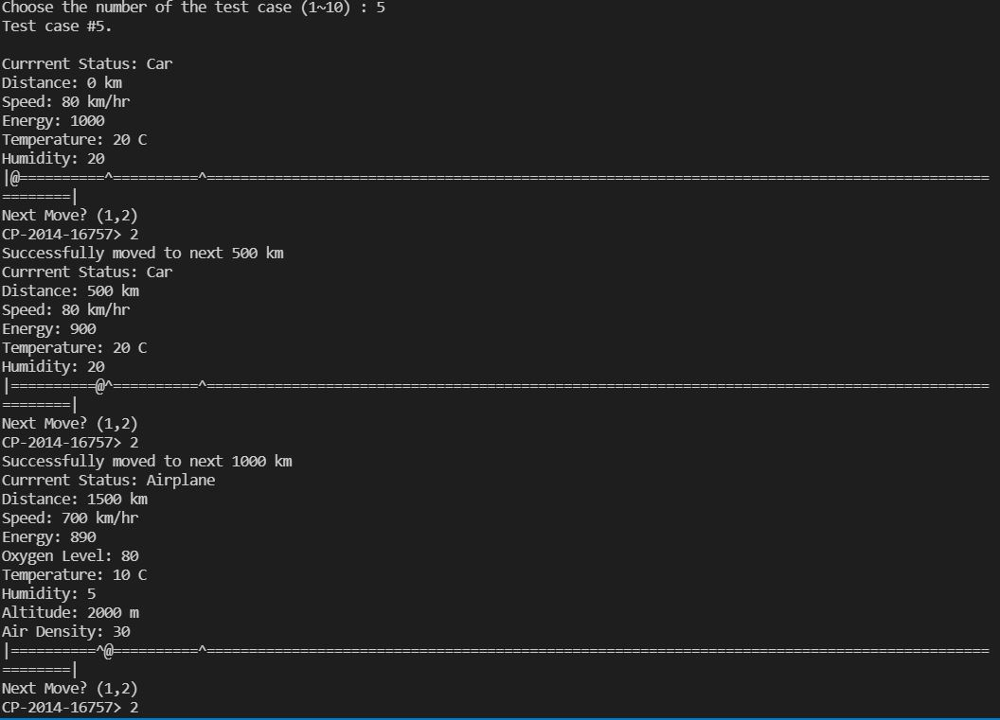 Choose the number of the test case (1~10) : 5
Test case #5.
Currrent Status: Car
Distance: 0 km
Speed: 80 km/hr
Energy: 1000
Temperature: 20 C
Humidity: 20
|@==========^==========^============================================================================================
========|
Next Move? (1,2)
CP-2014-16757> 2
Successfully moved to next 500 km
Currrent Status: Car
Distance: 500 km
Speed: 80 km/hr
Energy: 900
Temperature: 20 C
Humidity: 20
|==========@^==========^============================================================================================
========|
Next Move? (1,2)
CP-2014-16757> 2
Successfully moved to next 1000 km
Currrent Status: Airplane
Distance: 1500 km
Speed: 700 km/hr
Energy: 890
Oxygen Level: 80
Temperature: 10 C
Humidity: 5
Altitude: 2000 m
Air Density: 30
|==========^@==========^============================================================================================
========|
Next Move? (1,2)
CP-2014-16757> 2